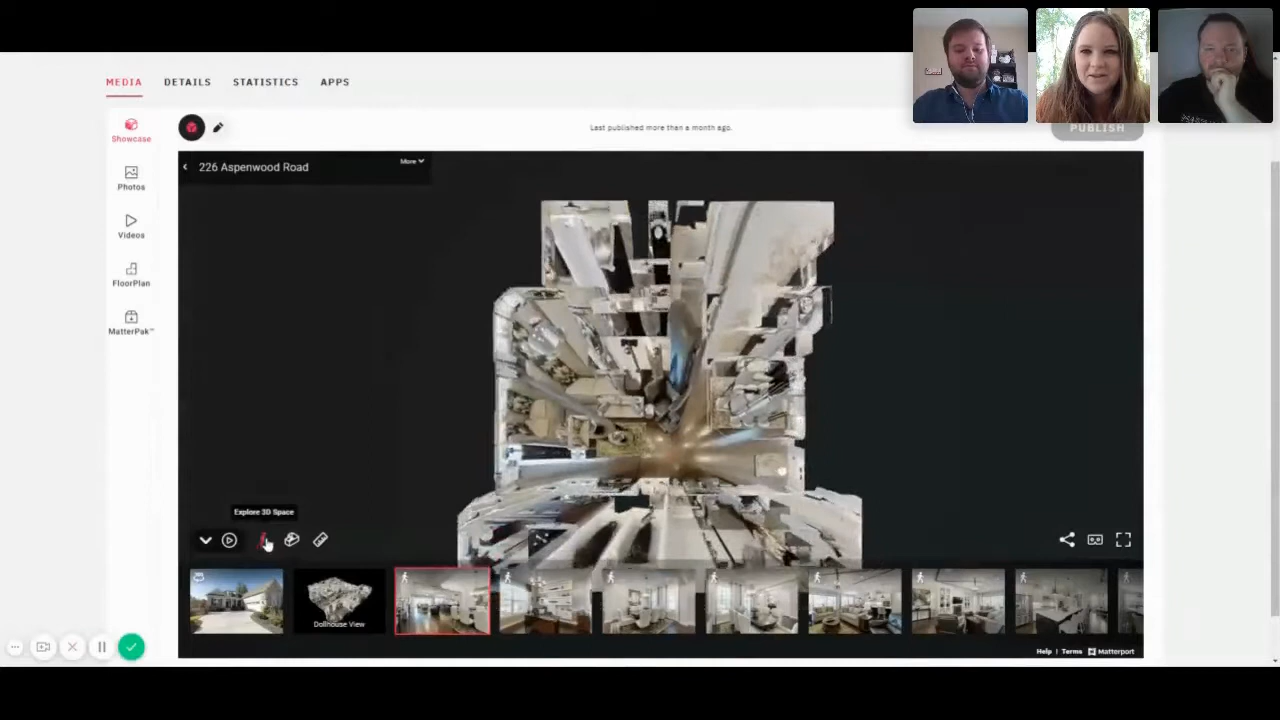 MEDIA DETAILS STATISTICS APPS
Showcase
Last published more than a month ago.
PUBLISH
226 Aspenwood Road
More
Photos
Videos
FloorPlan
MatterPak™
Explore 3D Space
Dollhouse View
Help | Terms Matterport